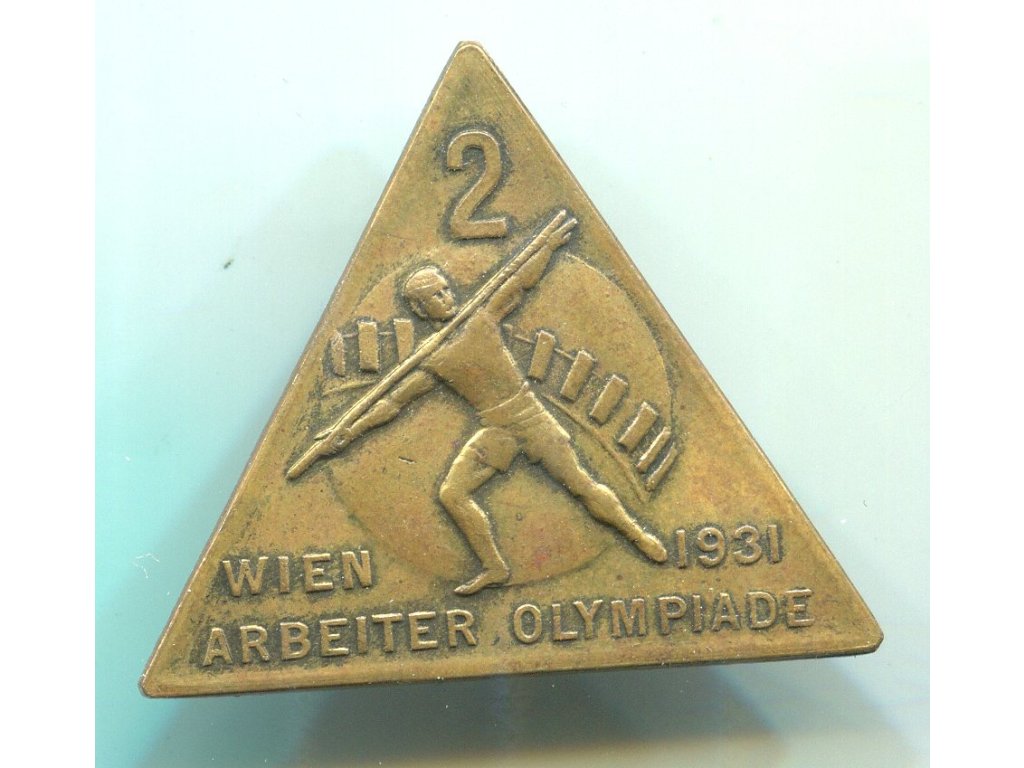 2
WIEN 1931
ARBEITER OLYMPIADE